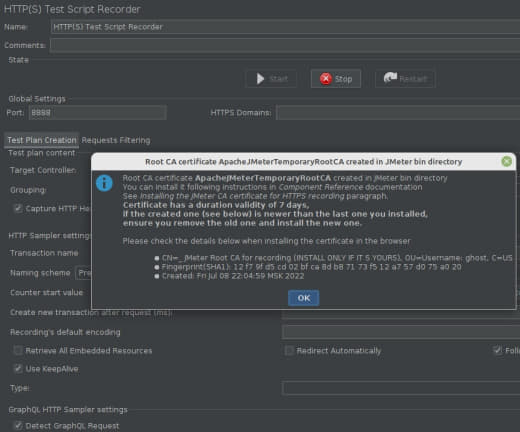 HTTP(S) Test Script Recorder
Name: HTTP(S) Test Script Recorder
Comments:
State
Start Stop Restart
Global Settings
Port: 8888 HTTPS Domains:
Test Plan Creation Requests Filtering
Test plan content
Target Controller:
Grouping:
Capture HTTP He
HTTP Sampler settings
Transaction name
Naming scheme Pre
Counter start value
Create new transaction after request (ms):
Recording's default encoding
Retrieve All Embedded Resources Redirect Automatically Follo
Use KeepAlive
Type:
GraphQL HTTP Sampler settings
Detect GraphQL Request
Root CA certificate ApacheJMeterTemporaryRootCA created in JMeter bin directory
Root CA certificate ApacheJMeterTemporaryRootCA created in JMeter bin directory
You can install it following instructions in Component Reference documentation
See Installing the JMeter CA certificate for HTTPS recording paragraph.
Certificate has a duration validity of 7 days,
if the created one (see below) is newer than the last one you installed,
ensure you remove the old one and install the new one.
Please check the details below when installing the certificate in the browser
CN=_ JMeter Root CA for recording (INSTALL ONLY IF IT S YOURS), OU=Username: ghost, C=US
Fingerprint(SHA1): 12 f7 9f d5 cd 02 bf ca 8d b8 71 73 f5 12 a7 57 d0 75 a0 20
Created: Fri Jul 08 22:04:59 MSK 2022
OK